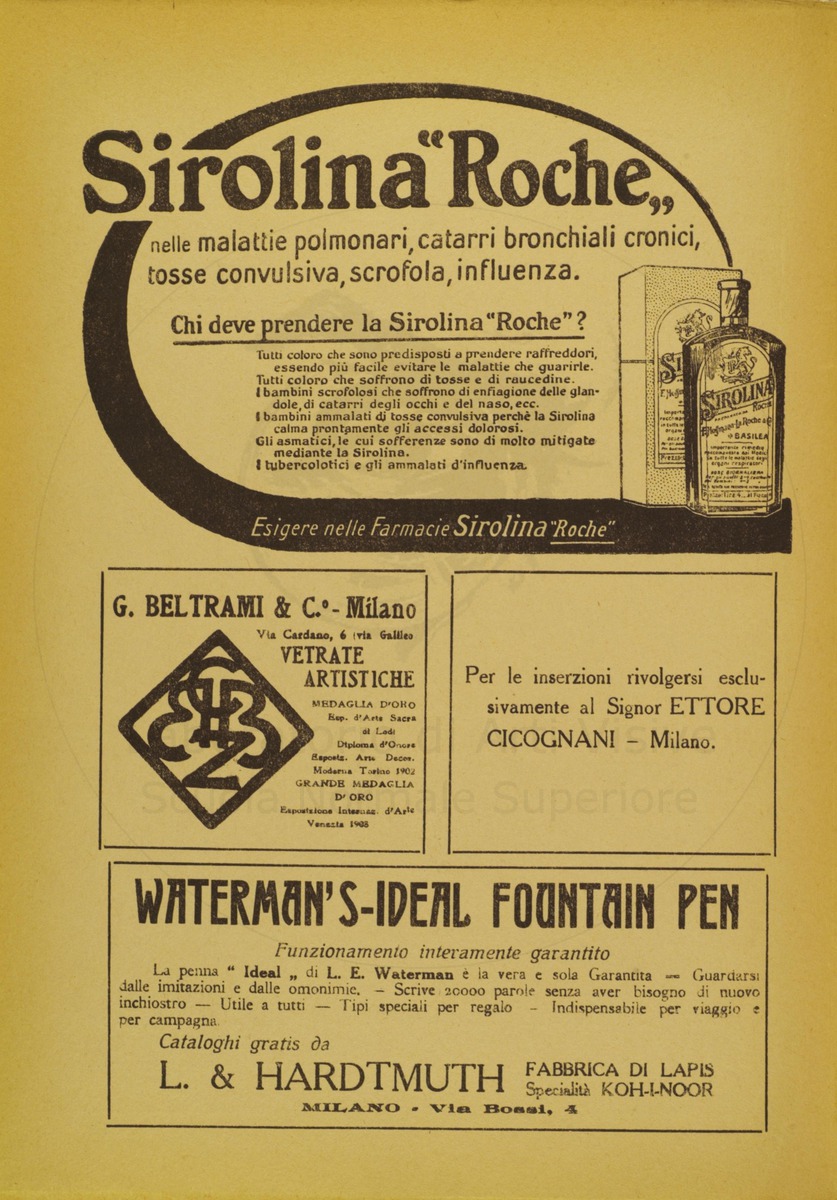 Sirolina “Roche„
nelle malattie polmonari, catarri bronchiali cronici,
tosse convulsiva, scrofola, influenza.
Chi deve prendere la Sirolina “Roche”?
Tutti coloro che sono predisposti a prendere raffreddori,
essendo più facile evitare le malattie che guarirle.
Tutti coloro che soffrono di tosse e di raucedine.
I bambini scrofolosi che soffrono di enfiagione delle glan-
dole, di catarri degli occhi e del naso, ecc.
I bambini ammalati di tosse convulsiva perchè la Sirolina
calma prontamente gli accessi dolorosi.
Gli asmatici, le cui sofferenze sono di molto mitigate
mediante la Sirolina.
I tubercolotici e gli ammalati d'influenza.
SIROLINA
Roche
F. Hoffmann-La Roche & Co
BASILEA
Esigere nelle Farmacie Sirolina “Roche”
G. BELTRAMI & C.º - Milano
Via Cardano, 6 (via Galileo
VETRATE
ARTISTICHE
MEDAGLIA D'ORO
Esp. d'Arte Sacra
di Lodi
Diploma d'Onore
Esposiz. Arte Decor.
Moderna Torino 1902
GRANDE MEDAGLIA
D'ORO
Esposizione Internaz. d'Arte
Venezia 1903
Per le inserzioni rivolgersi esclu-
sivamente al Signor ETTORE
CICOGNANI – Milano.
WATERMAN'S-IDEAL FOUNTAIN PEN
Funzionamento interamente garantito
La penna “ Ideal „ di L. E. Waterman è la vera e sola Garantita — Guardarsi
dalle imitazioni e dalle omonimie. – Scrive 20000 parole senza aver bisogno di nuovo
inchiostro — Utile a tutti — Tipi speciali per regalo – Indispensabile per viaggio e
per campagna.
Cataloghi gratis da
L. & HARDTMUTH FABBRICA DI LAPIS
Specialità KOH-I-NOOR
MILANO - Via Bossi, 4
Scuola Normale Superiore